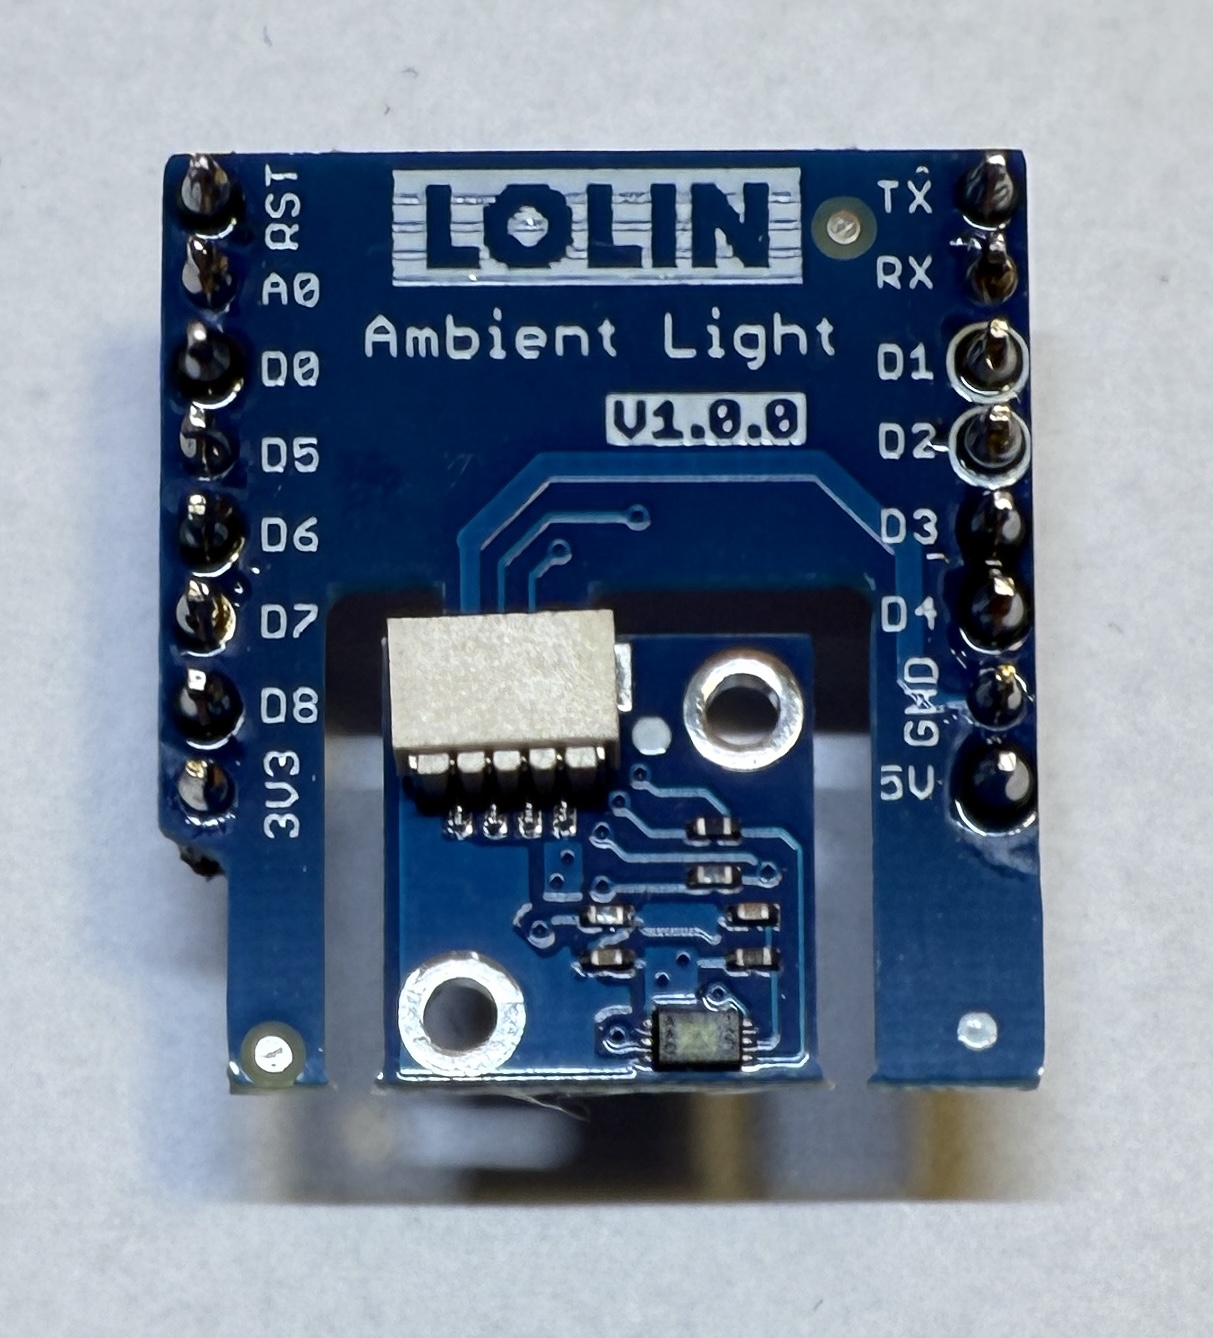 LOLIN
Ambient Light
V1.0.0
RST
A0
D0
D5
D6
D7
D8
3V3
TX
RX
D1
D2
D3
D4
GND
5V